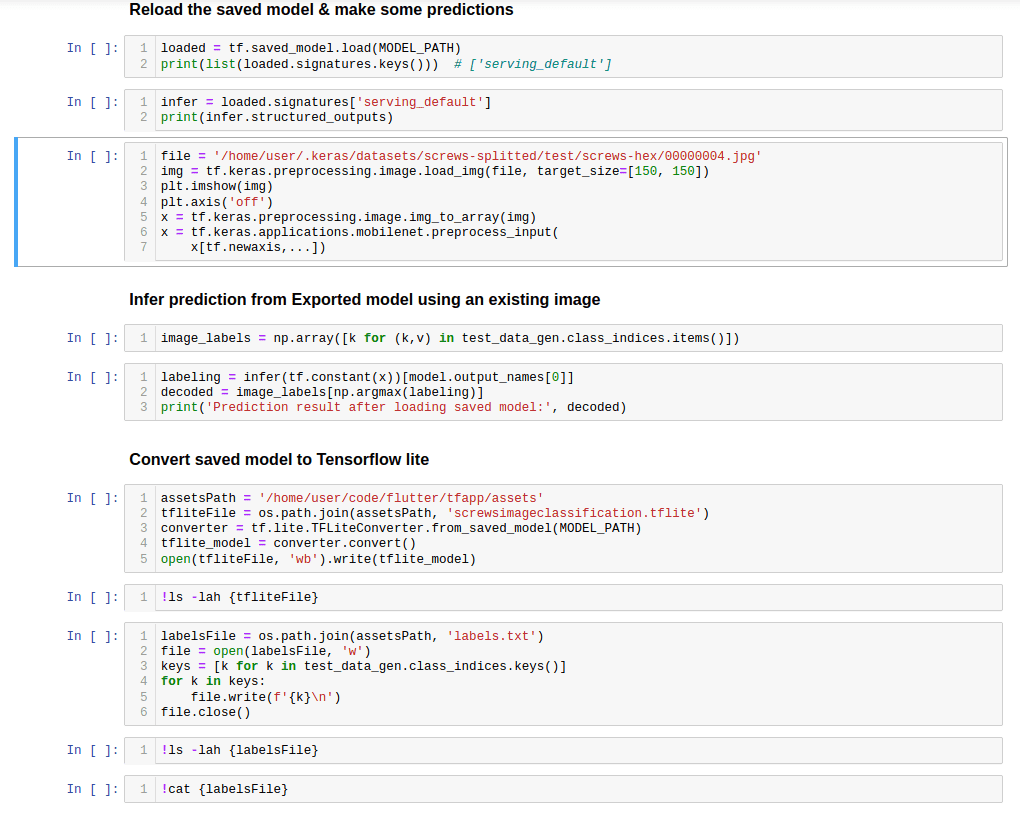 Reload the saved model & make some predictions
In [ ]: 1 loaded = tf.saved_model.load(MODEL_PATH)
2 print(list(loaded.signatures.keys()))  # ['serving_default']
In [ ]: 1 infer = loaded.signatures['serving_default']
2 print(infer.structured_outputs)
In [ ]: 1 file = '/home/user/.keras/datasets/screws-splitted/test/screws-hex/00000004.jpg'
2 img = tf.keras.preprocessing.image.load_img(file, target_size=[150, 150])
3 plt.imshow(img)
4 plt.axis('off')
5 x = tf.keras.preprocessing.image.img_to_array(img)
6 x = tf.keras.applications.mobilenet.preprocess_input(
7     x[tf.newaxis,...])
Infer prediction from Exported model using an existing image
In [ ]: 1 image_labels = np.array([k for (k,v) in test_data_gen.class_indices.items()])
In [ ]: 1 labeling = infer(tf.constant(x))[model.output_names[0]]
2 decoded = image_labels[np.argmax(labeling)]
3 print('Prediction result after loading saved model:', decoded)
Convert saved model to Tensorflow lite
In [ ]: 1 assetsPath = '/home/user/code/flutter/tfapp/assets'
2 tfliteFile = os.path.join(assetsPath, 'screwsimageclassification.tflite')
3 converter = tf.lite.TFLiteConverter.from_saved_model(MODEL_PATH)
4 tflite_model = converter.convert()
5 open(tfliteFile, 'wb').write(tflite_model)
In [ ]: 1 !ls -lah {tfliteFile}
In [ ]: 1 labelsFile = os.path.join(assetsPath, 'labels.txt')
2 file = open(labelsFile, 'w')
3 keys = [k for k in test_data_gen.class_indices.keys()]
4 for k in keys:
5     file.write(f'{k}\n')
6 file.close()
In [ ]: 1 !ls -lah {labelsFile}
In [ ]: 1 !cat {labelsFile}